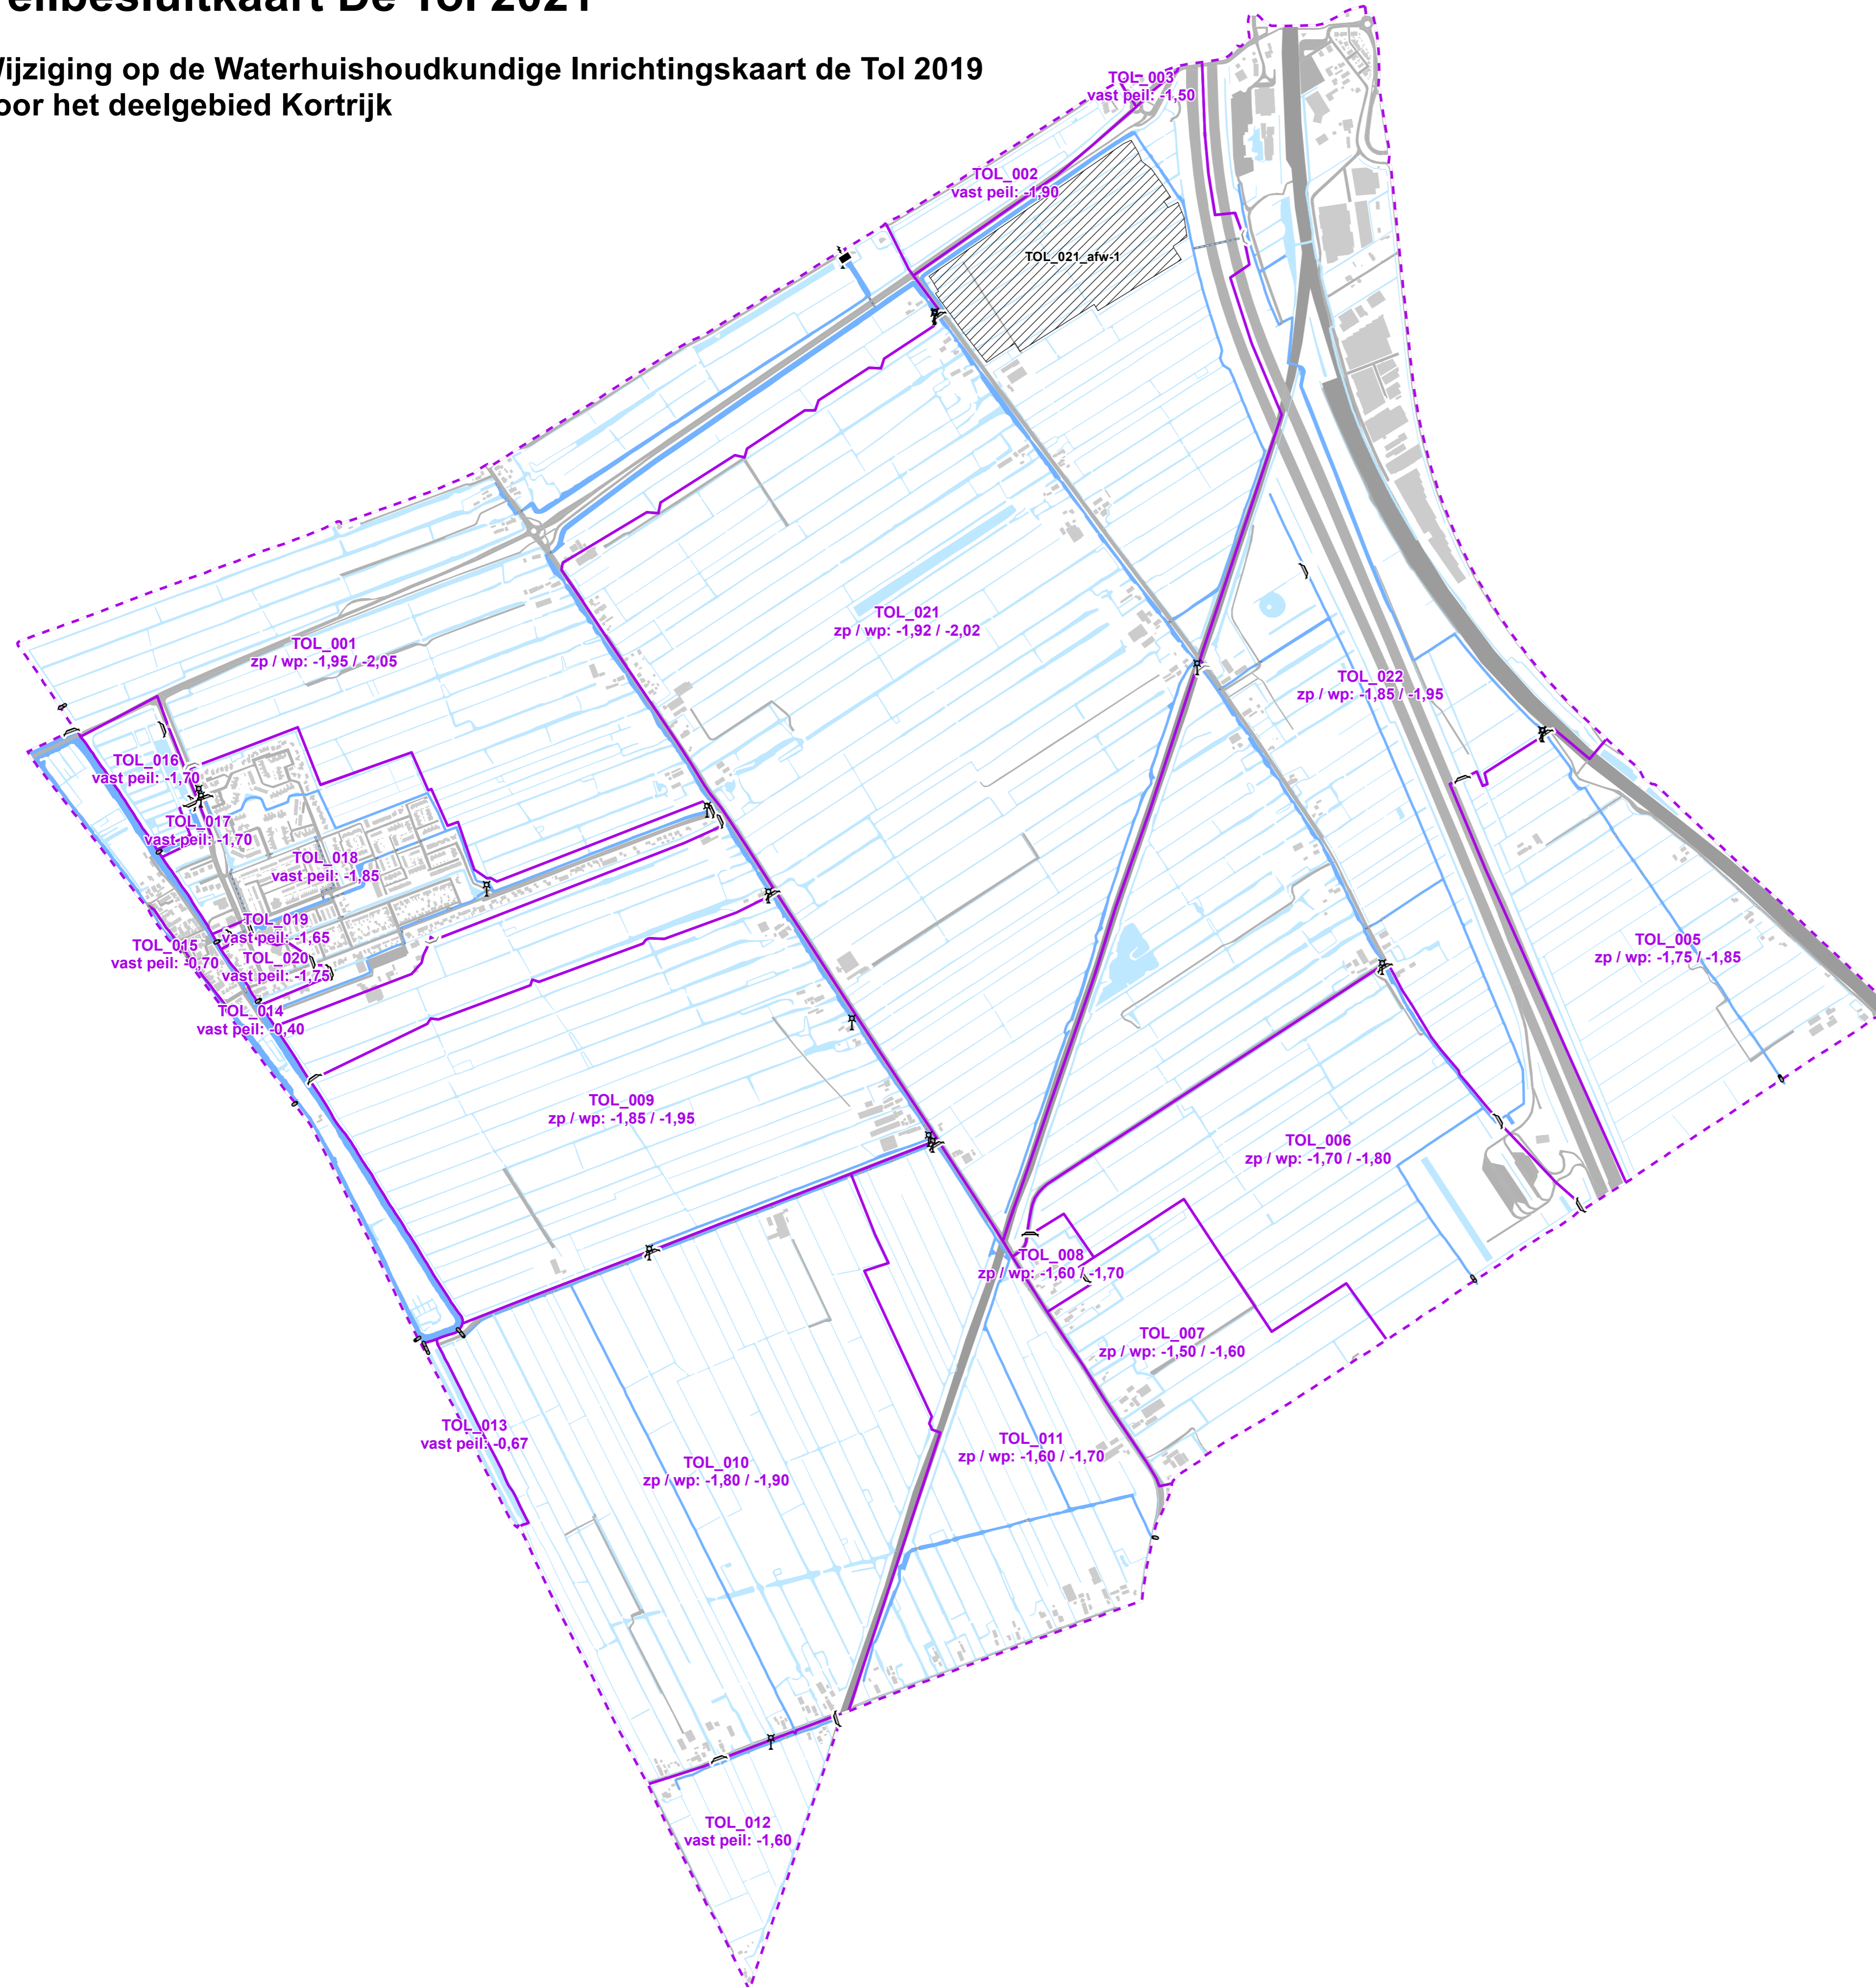 Wijziging op de Waterhuishoudkundige Inrichtingskaart de Tol 2019
voor het deelgebied Kortrijk
TOL_003
vast peil: -1,50
TOL_002
vast peil: -1,90
TOL_021_afw-1
TOL_021
zp / wp: -1,92 / -2,02
TOL_001
zp / wp: -1,95 / -2,05
TOL_022
zp / wp: -1,85 / -1,95
TOL_016
vast peil: -1,70
TOL_017
vast peil: -1,70
TOL_018
vast peil: -1,85
TOL_019
vast peil: -1,65
TOL_015
vast peil: -0,70
TOL_020
vast peil: -1,75
TOL_014
vast peil: -0,40
TOL_005
zp / wp: -1,75 / -1,85
TOL_009
zp / wp: -1,85 / -1,95
TOL_006
zp / wp: -1,70 / -1,80
TOL_008
zp / wp: -1,60 / -1,70
TOL_007
zp / wp: -1,50 / -1,60
TOL_013
vast peil: -0,67
TOL_011
zp / wp: -1,60 / -1,70
TOL_010
zp / wp: -1,80 / -1,90
TOL_012
vast peil: -1,60